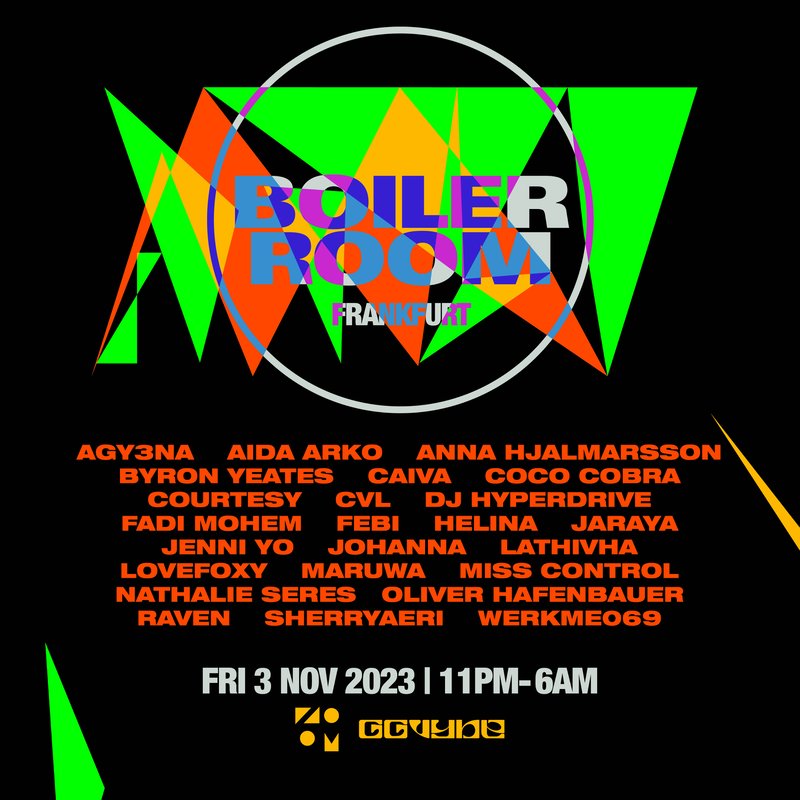 BOILER
ROOM
FRANKFURT
AGY3NA AIDA ARKO ANNA HJALMARSSON
BYRON YEATES CAIVA COCO COBRA
COURTESY CVL DJ HYPERDRIVE
FADI MOHEM FEBI HELINA JARAYA
JENNI YO JOHANNA LATHIVHA
LOVEFOXY MARUWA MISS CONTROL
NATHALIE SERES OLIVER HAFENBAUER
RAVEN SHERRYAERI WERKME069
FRI 3 NOV 2023 | 11PM-6AM
ZOOM GGVYBE